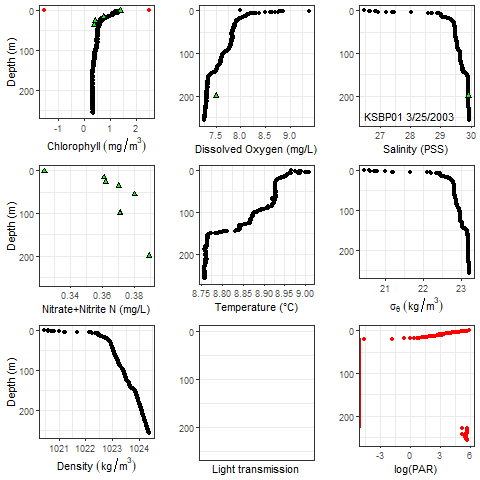 Depth (m)
0
100
200
-1 0 1 2
Chlorophyll (mg/m³)
0
100
200
7.5 8.0 8.5 9.0
Dissolved Oxygen (mg/L)
0
100
200
KSBP01 3/25/2003
27 28 29 30
Salinity (PSS)
Depth (m)
0
100
200
0.34 0.36 0.38
Nitrate+Nitrite N (mg/L)
0
100
200
8.75 8.80 8.85 8.90 8.95 9.00
Temperature (°C)
0
100
200
21 22 23
σθ (kg/m³)
Depth (m)
0
100
200
1021 1022 1023 1024
Density (kg/m³)
0
100
200
Light transmission
0
100
200
-3 0 3 6
log(PAR)